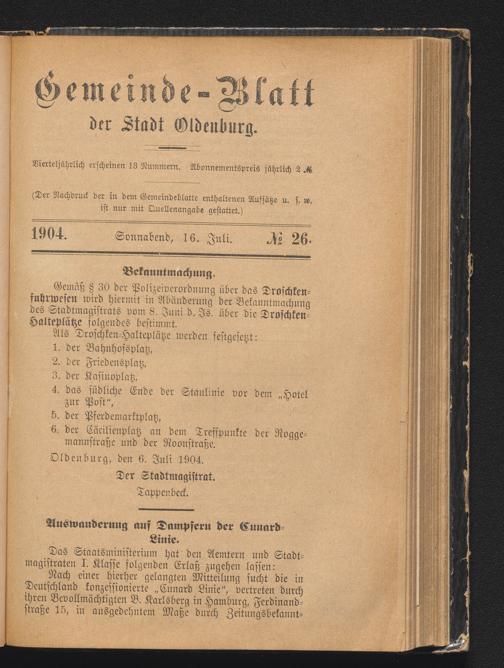 Gemeinde-Blatt
der Stadt Oldenburg.
Vierteljährlich erscheinen 13 Nummern. Abonnementspreis jährlich 2 ℳ
(Der Nachdruck der in dem Gemeindeblatte enthaltenen Aufsätze u. s. w.
ist nur mit Quellenangabe gestattet.)
1904. Sonnabend, 16. Juli. № 26.
Bekanntmachung.
Gemäß § 30 der Polizeiverordnung über das Droschken-
fuhrwesen wird hiermit in Abänderung der Bekanntmachung
des Stadtmagistrats vom 8. Juni d. Js. über die Droschken-
Halteplätze folgendes bestimmt.
Als Droschken-Halteplätze werden festgesetzt:
1. der Bahnhofsplatz,
2. der Friedensplatz,
3. der Kasinoplatz,
4. das südliche Ende der Staulinie vor dem „Hotel
zur Post“,
5. der Pferdemarktplatz,
6. der Cäcilienplatz an dem Treffpunkte der Rogge-
mannstraße und der Roonstraße.
Oldenburg, den 6. Juli 1904.
Der Stadtmagistrat.
Tappenbeck.
Auswanderung auf Dampfern der Cunard-
Linie.
Das Staatsministerium hat den Aemtern und Stadt-
magistraten I. Klasse folgenden Erlaß zugehen lassen:
Nach einer hierher gelangten Mitteilung sucht die in
Deutschland konzessionierte „Cunard Linie“, vertreten durch
ihren Bevollmächtigten B. Karlsberg in Hamburg, Ferdinand-
straße 15, in ausgedehntem Maße durch Zeitungsbekannt-